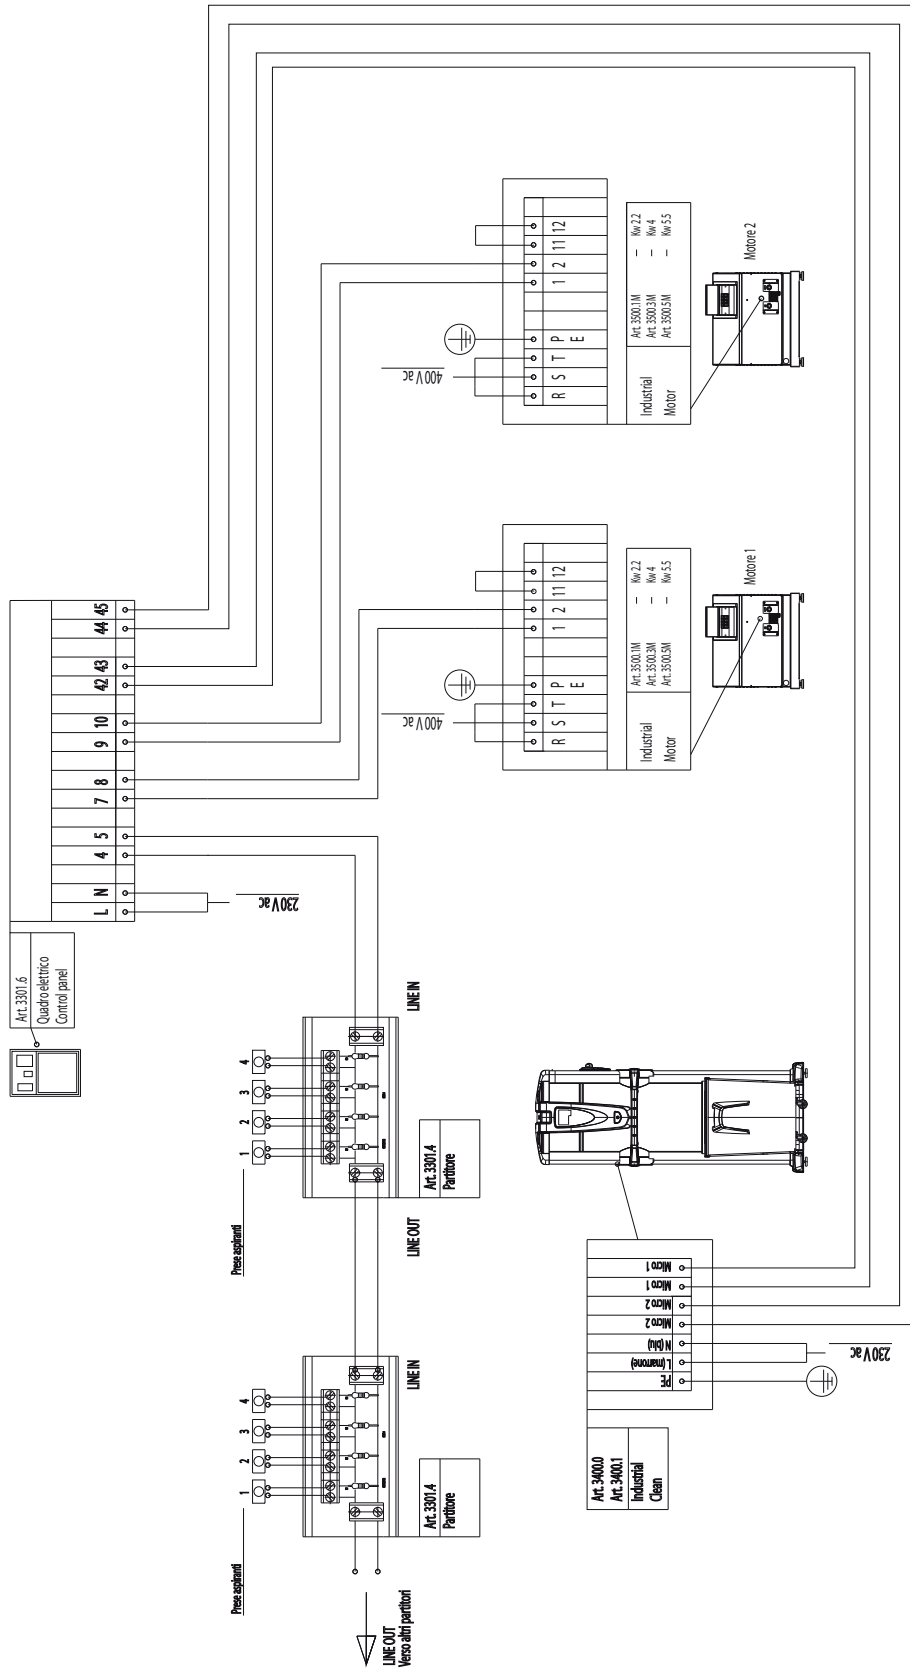 Art. 3301.6
Quadro elettrico
Control panel
L
N
4
5
7
8
9
10
42
43
44
45
230 V ac
Prese aspiranti
1
2
3
4
LINE OUT
Verso altri partitori
Art. 3301.4
Partitore
LINE IN
Prese aspiranti
1
2
3
4
LINE OUT
Art. 3301.4
Partitore
LINE IN
400 V ac
R
S
T
P E
1
2
11
12
Industrial
Motor
Art. 3500.1M – Kw 2.2
Art. 3500.3M – Kw 4
Art. 3500.5M – Kw 5.5
Motore 1
400 V ac
R
S
T
P E
1
2
11
12
Industrial
Motor
Art. 3500.1M – Kw 2.2
Art. 3500.3M – Kw 4
Art. 3500.5M – Kw 5.5
Motore 2
Art. 3400.0
Art. 3400.1
Industrial
Clean
PE
L (marrone)
N (blu)
Micro 2
Micro 2
Micro 1
Micro 1
230 V ac